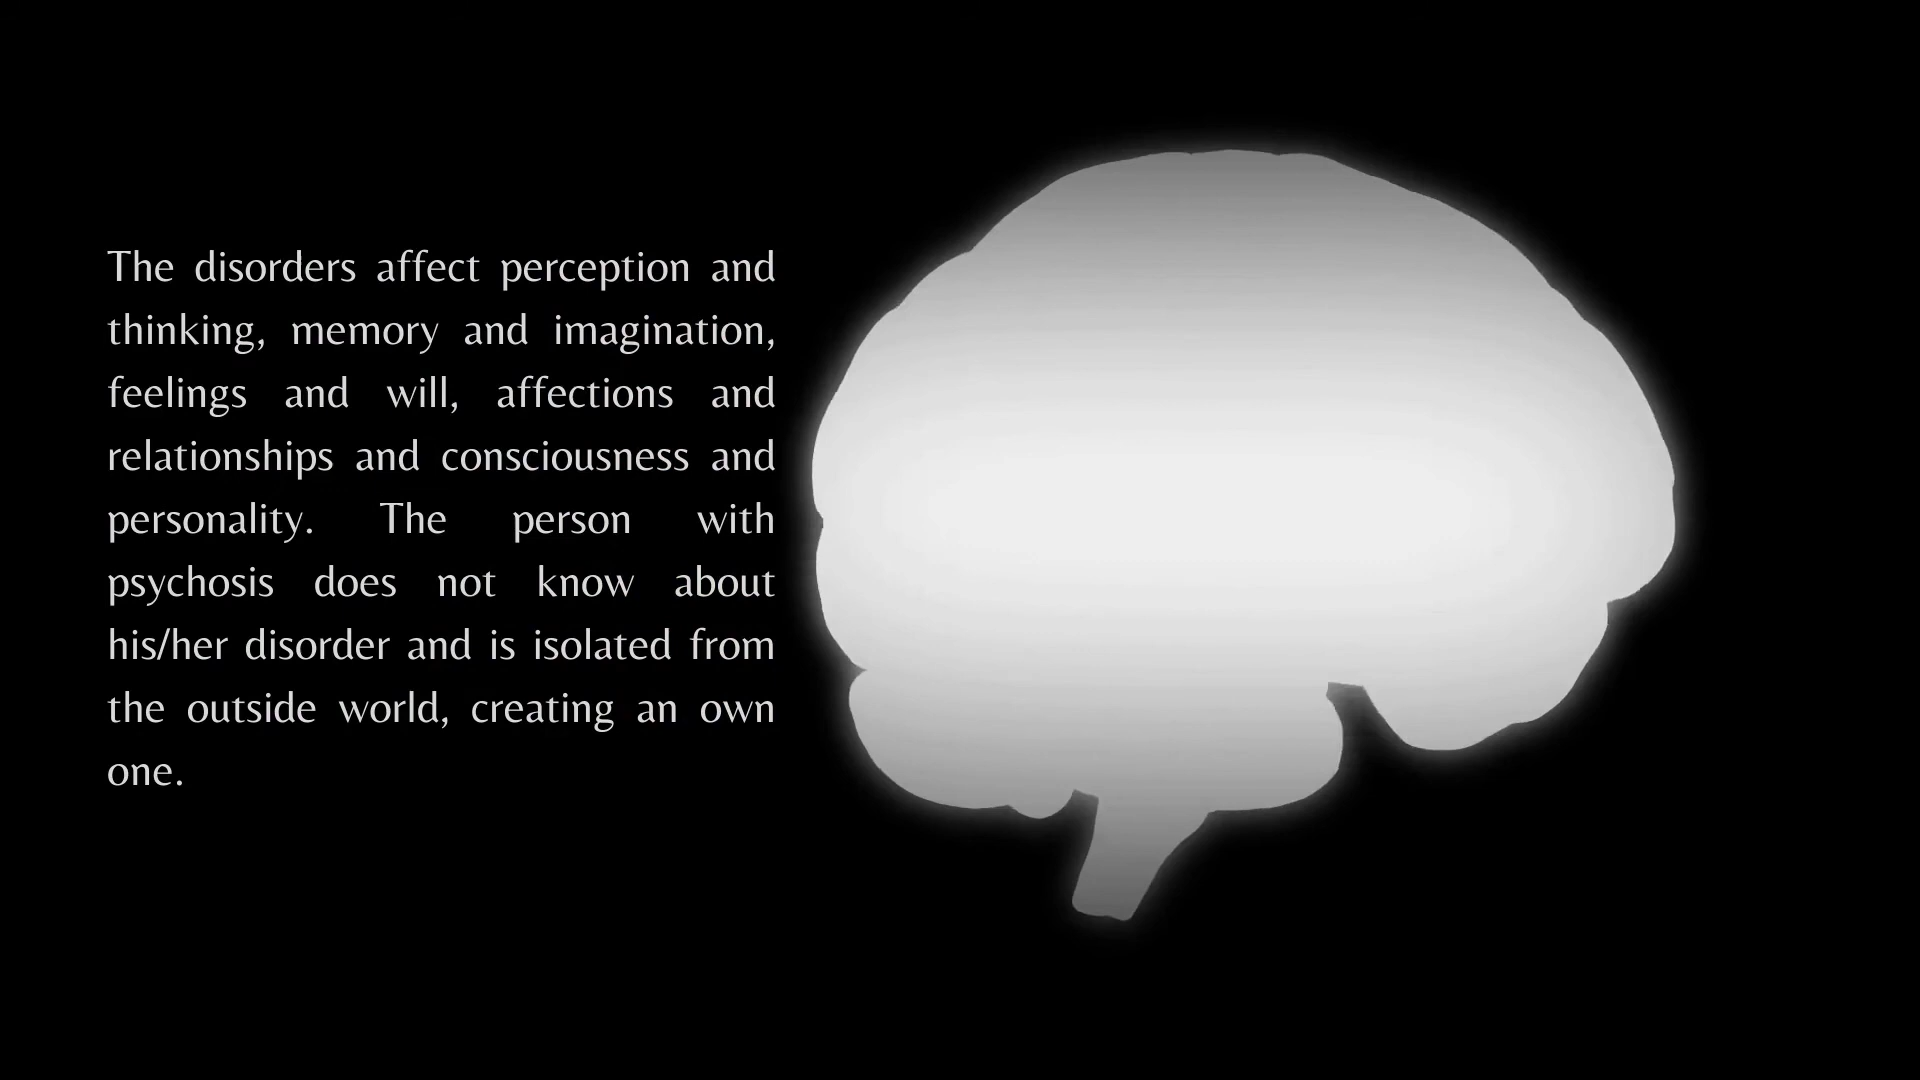 The disorders affect perception and
thinking, memory and imagination,
feelings and will, affections and
relationships and consciousness and
personality. The person with
psychosis does not know about
his/her disorder and is isolated from
the outside world, creating an own
one.